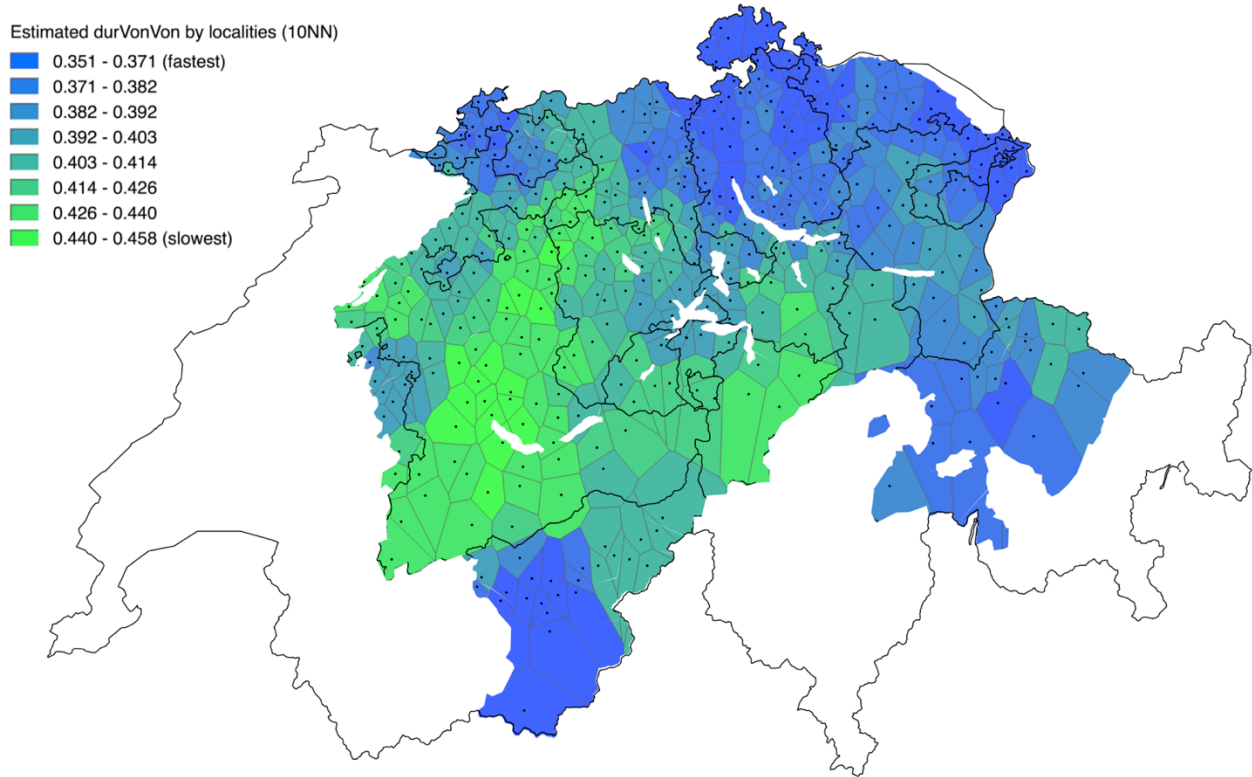 Estimated durVonVon by localities (10NN)
0.351 - 0.371 (fastest)
0.371 - 0.382
0.382 - 0.392
0.392 - 0.403
0.403 - 0.414
0.414 - 0.426
0.426 - 0.440
0.440 - 0.458 (slowest)